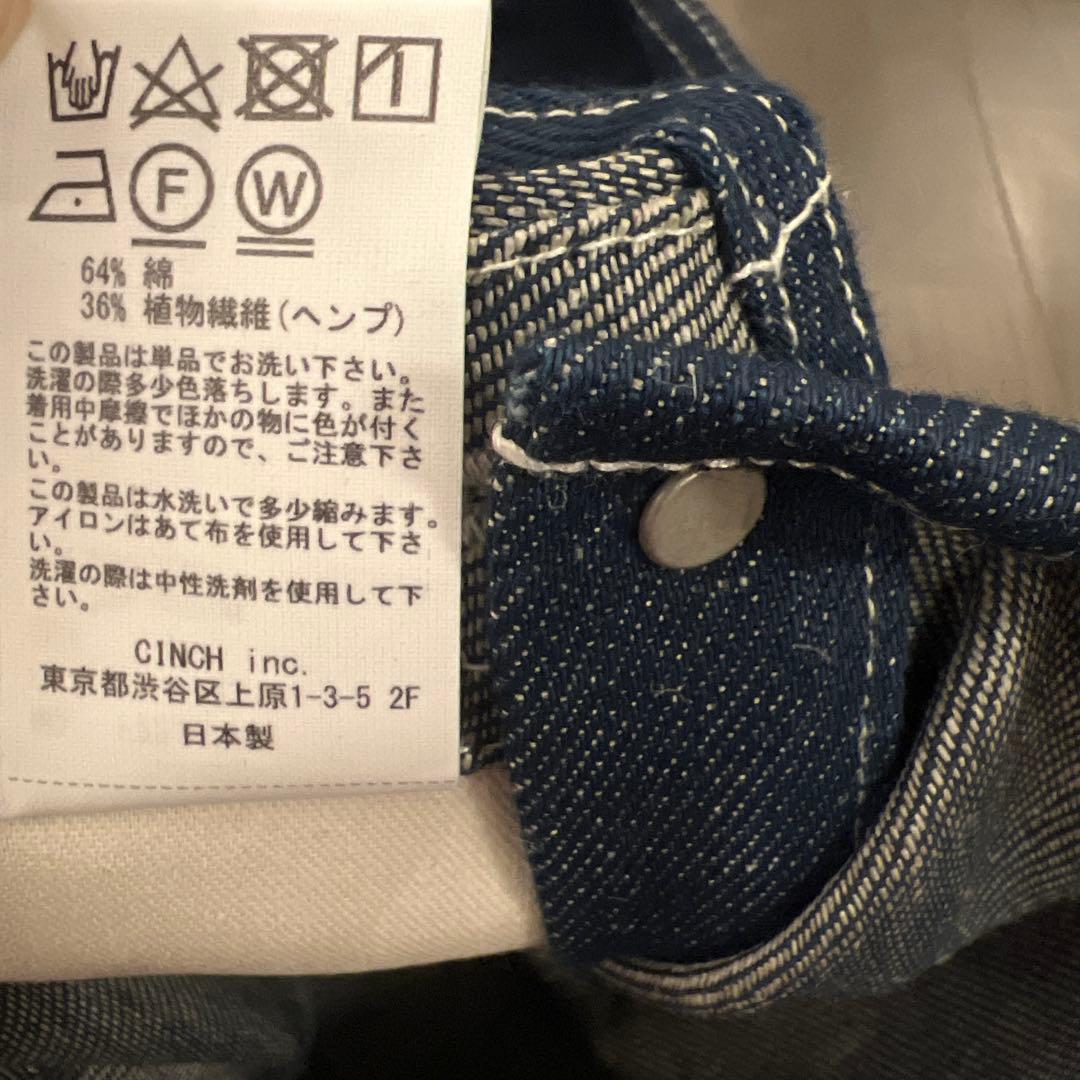 F W
64% 綿
36% 植物繊維(ヘンプ)
この製品は単品でお洗い下さい。
洗濯の際多少色落ちします。また
着用中摩擦でほかの物に色が付く
ことがありますので、ご注意下さ
い。
この製品は水洗いで多少縮みます。
アイロンはあて布を使用して下さ
い。
洗濯の際は中性洗剤を使用して下
さい。
CINCH inc.
東京都渋谷区上原1-3-5 2F
日本製